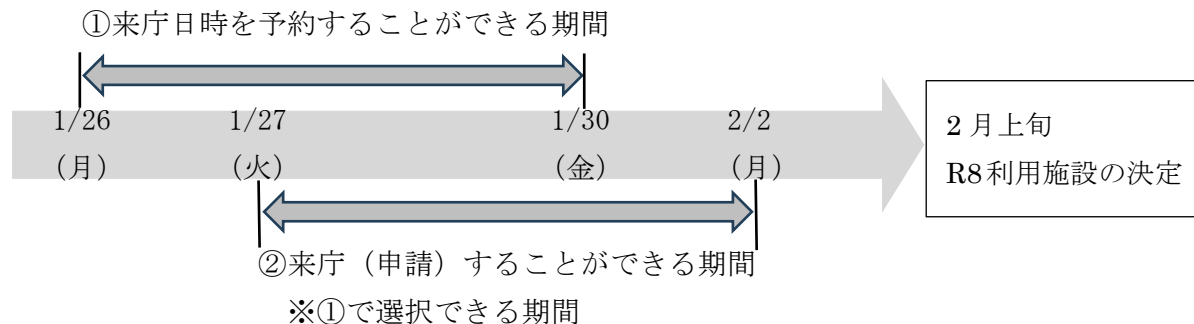 ①来庁日時を予約することができる期間
1/26 1/27 1/30 2/2
(月) (火) (金) (月)
2月上旬
R8利用施設の決定
②来庁（申請）することができる期間
※①で選択できる期間